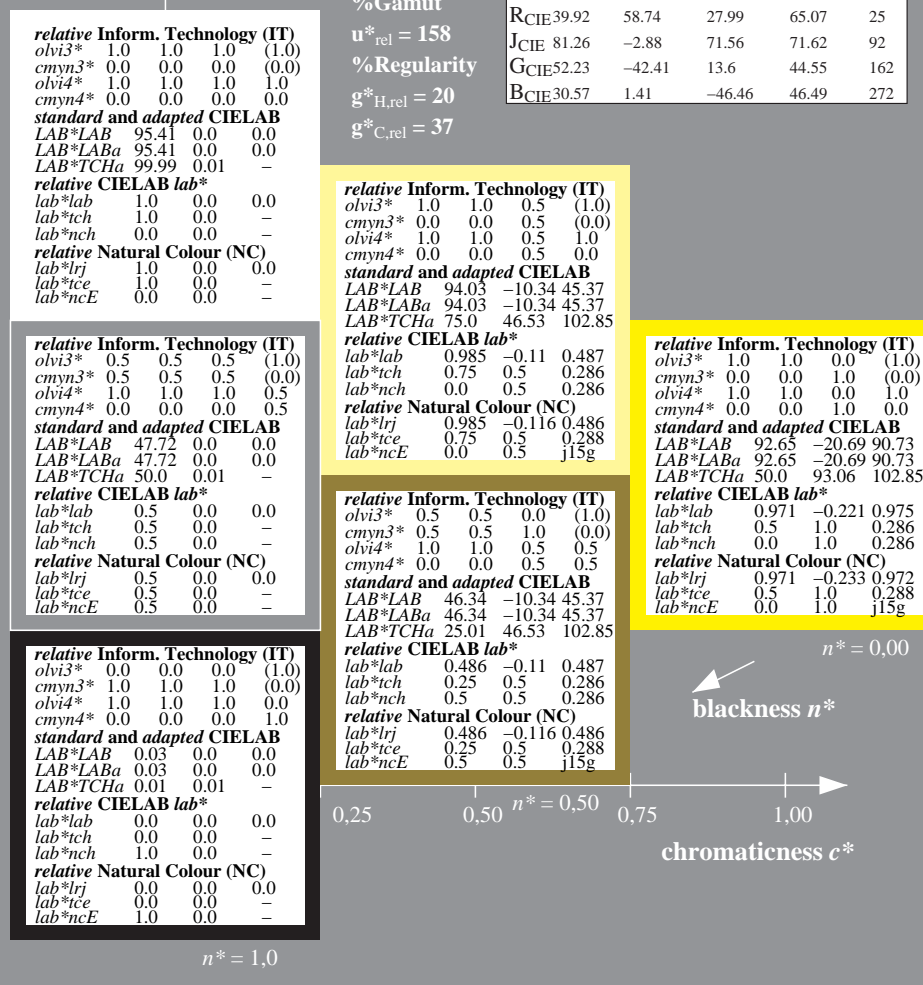 %Gamut
u*rel = 158
%Regularity
g*H,rel = 20
g*C,rel = 37
RCIE 39.92 58.74 27.99 65.07 25
JCIE 81.26 −2.88 71.56 71.62 92
GCIE 52.23 −42.41 13.6 44.55 162
BCIE 30.57 1.41 −46.46 46.49 272
relative Inform. Technology (IT)
olvi3* 1.0 1.0 1.0 (1.0)
cmyn3* 0.0 0.0 0.0 (0.0)
olvi4* 1.0 1.0 1.0 1.0
cmyn4* 0.0 0.0 0.0 0.0
standard and adapted CIELAB
LAB*LAB 95.41 0.0 0.0
LAB*LABa 95.41 0.0 0.0
LAB*TCHa 99.99 0.01 –
relative CIELAB lab*
lab*lab 1.0 0.0 0.0
lab*tch 1.0 0.0 –
lab*nch 0.0 0.0 –
relative Natural Colour (NC)
lab*lrj 1.0 0.0 0.0
lab*tce 1.0 0.0 –
lab*ncE 0.0 0.0 –
relative Inform. Technology (IT)
olvi3* 1.0 1.0 0.5 (1.0)
cmyn3* 0.0 0.0 0.5 (0.0)
olvi4* 1.0 1.0 0.5 1.0
cmyn4* 0.0 0.0 0.5 0.0
standard and adapted CIELAB
LAB*LAB 94.03 −10.34 45.37
LAB*LABa 94.03 −10.34 45.37
LAB*TCHa 75.0 46.53 102.85
relative CIELAB lab*
lab*lab 0.985 −0.11 0.487
lab*tch 0.75 0.5 0.286
lab*nch 0.0 0.5 0.286
relative Natural Colour (NC)
lab*lrj 0.985 −0.116 0.486
lab*tce 0.75 0.5 0.288
lab*ncE 0.0 0.5 j15g
relative Inform. Technology (IT)
olvi3* 0.5 0.5 0.5 (1.0)
cmyn3* 0.5 0.5 0.5 (0.0)
olvi4* 1.0 1.0 1.0 0.5
cmyn4* 0.0 0.0 0.0 0.5
standard and adapted CIELAB
LAB*LAB 47.72 0.0 0.0
LAB*LABa 47.72 0.0 0.0
LAB*TCHa 50.0 0.01 –
relative CIELAB lab*
lab*lab 0.5 0.0 0.0
lab*tch 0.5 0.0 –
lab*nch 0.5 0.0 –
relative Natural Colour (NC)
lab*lrj 0.5 0.0 0.0
lab*tce 0.5 0.0 –
lab*ncE 0.5 0.0 –
relative Inform. Technology (IT)
olvi3* 1.0 1.0 0.0 (1.0)
cmyn3* 0.0 0.0 1.0 (0.0)
olvi4* 1.0 1.0 0.0 1.0
cmyn4* 0.0 0.0 1.0 0.0
standard and adapted CIELAB
LAB*LAB 92.65 −20.69 90.73
LAB*LABa 92.65 −20.69 90.73
LAB*TCHa 50.0 93.06 102.85
relative CIELAB lab*
lab*lab 0.971 −0.221 0.975
lab*tch 0.5 1.0 0.286
lab*nch 0.0 1.0 0.286
relative Natural Colour (NC)
lab*lrj 0.971 −0.233 0.972
lab*tce 0.5 1.0 0.288
lab*ncE 0.0 1.0 j15g
relative Inform. Technology (IT)
olvi3* 0.5 0.5 0.0 (1.0)
cmyn3* 0.5 0.5 1.0 (0.0)
olvi4* 1.0 1.0 0.5 0.5
cmyn4* 0.0 0.0 0.5 0.5
standard and adapted CIELAB
LAB*LAB 46.34 −10.34 45.37
LAB*LABa 46.34 −10.34 45.37
LAB*TCHa 25.01 46.53 102.85
relative CIELAB lab*
lab*lab 0.486 −0.11 0.487
lab*tch 0.25 0.5 0.286
lab*nch 0.5 0.5 0.286
relative Natural Colour (NC)
lab*lrj 0.486 −0.116 0.486
lab*tce 0.25 0.5 0.288
lab*ncE 0.5 0.5 j15g
relative Inform. Technology (IT)
olvi3* 0.0 0.0 0.0 (1.0)
cmyn3* 1.0 1.0 1.0 (0.0)
olvi4* 1.0 1.0 1.0 0.0
cmyn4* 0.0 0.0 0.0 1.0
standard and adapted CIELAB
LAB*LAB 0.03 0.0 0.0
LAB*LABa 0.03 0.0 0.0
LAB*TCHa 0.01 0.01 –
relative CIELAB lab*
lab*lab 0.0 0.0 0.0
lab*tch 0.0 0.0 –
lab*nch 1.0 0.0 –
relative Natural Colour (NC)
lab*lrj 0.0 0.0 0.0
lab*tce 0.0 0.0 –
lab*ncE 1.0 0.0 –
n* = 0,00
blackness n*
0,25 0,50 n* = 0,50 0,75 1,00
chromaticness c*
n* = 1,0